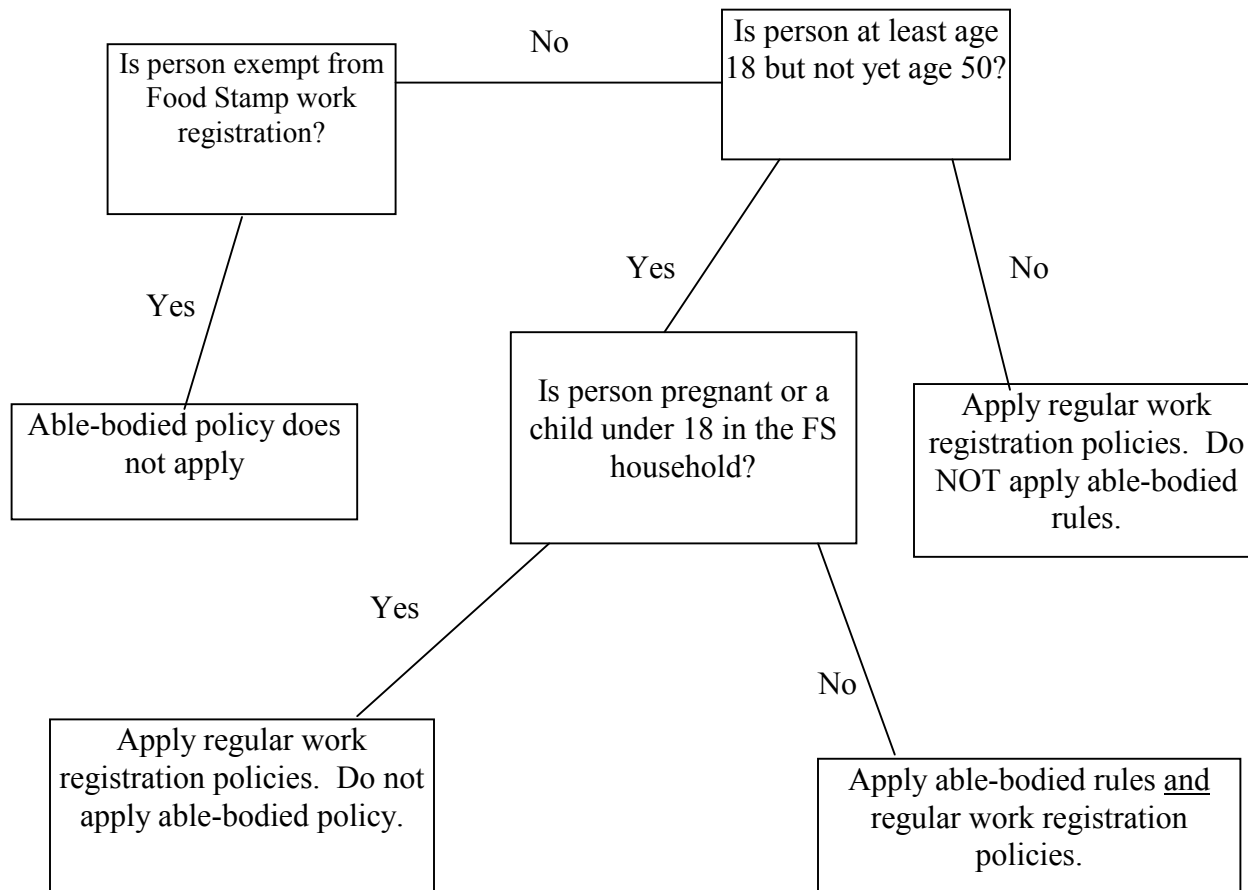 Is person exempt from
Food Stamp work
registration?
No
Is person at least age
18 but not yet age 50?
Yes
Able-bodied policy does
not apply
Yes
No
Is person pregnant or a
child under 18 in the FS
household?
Apply regular work
registration policies. Do
NOT apply able-bodied
rules.
Yes
No
Apply regular work
registration policies. Do not
apply able-bodied policy.
Apply able-bodied rules and
regular work registration
policies.